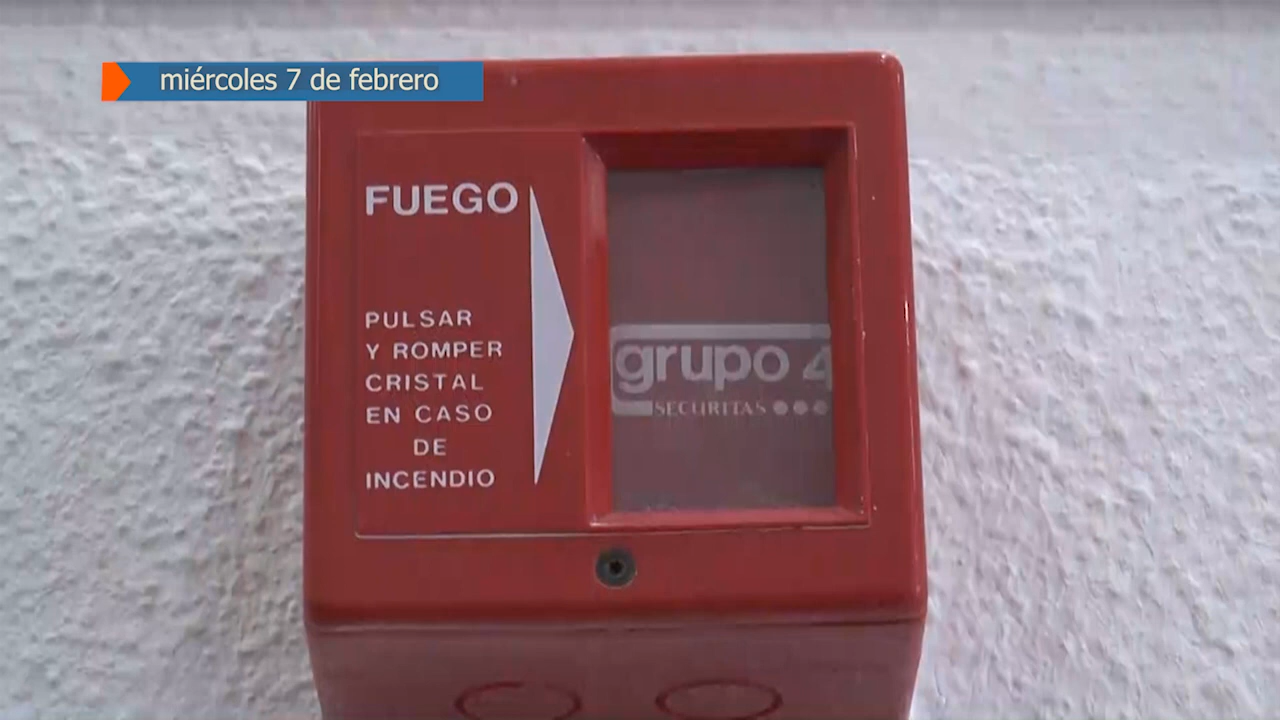 miércoles 7 de febrero
FUEGO
PULSAR
Y ROMPER
CRISTAL
EN CASO
DE
INCENDIO
grupo 4
SECURITAS